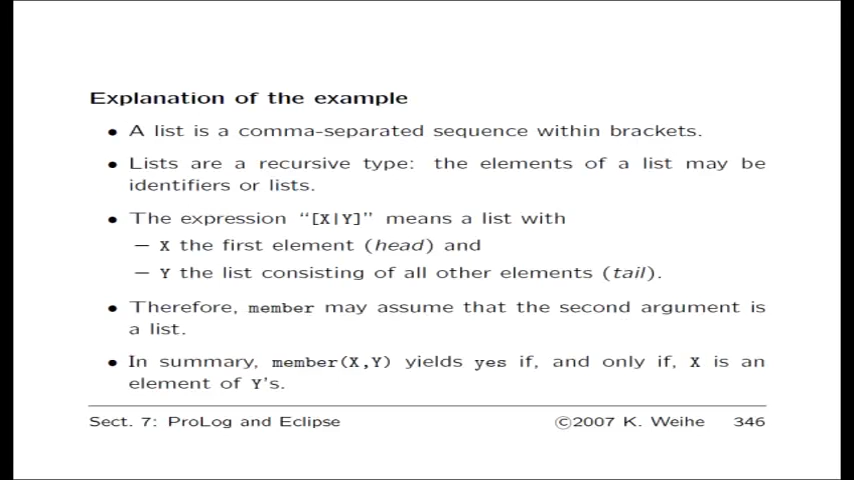 Explanation of the example
• A list is a comma-separated sequence within brackets.
• Lists are a recursive type: the elements of a list may be
identifiers or lists.
• The expression “[X|Y]” means a list with
– X the first element (head) and
– Y the list consisting of all other elements (tail).
• Therefore, member may assume that the second argument is
a list.
• In summary, member(X,Y) yields yes if, and only if, X is an
element of Y's.
Sect. 7: ProLog and Eclipse ©2007 K. Weihe 346